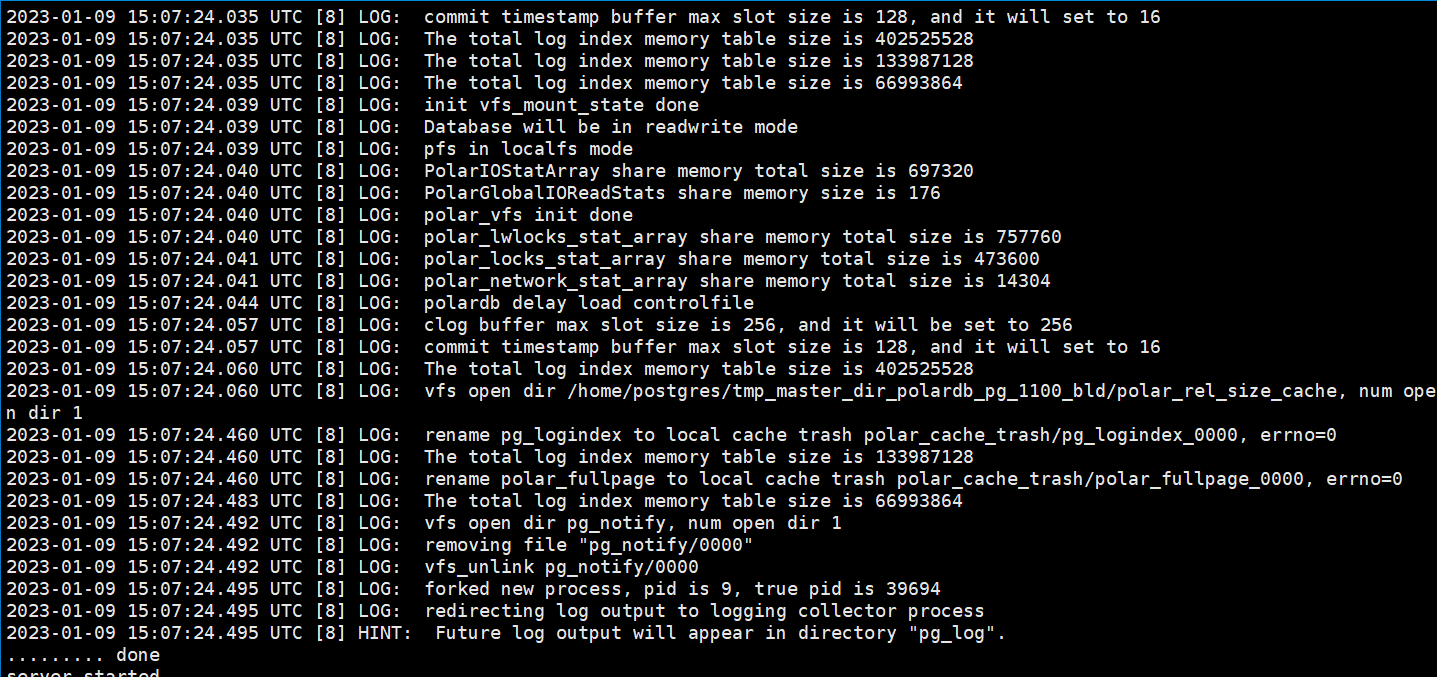 2023-01-09 15:07:24.035 UTC [8] LOG:  commit timestamp buffer max slot size is 128, and it will set to 16
2023-01-09 15:07:24.035 UTC [8] LOG:  The total log index memory table size is 402525528
2023-01-09 15:07:24.035 UTC [8] LOG:  The total log index memory table size is 133987128
2023-01-09 15:07:24.035 UTC [8] LOG:  The total log index memory table size is 66993864
2023-01-09 15:07:24.039 UTC [8] LOG:  init vfs_mount_state done
2023-01-09 15:07:24.039 UTC [8] LOG:  Database will be in readwrite mode
2023-01-09 15:07:24.039 UTC [8] LOG:  pfs in localfs mode
2023-01-09 15:07:24.040 UTC [8] LOG:  PolarIOStatArray share memory total size is 697320
2023-01-09 15:07:24.040 UTC [8] LOG:  PolarGlobalIOReadStats share memory size is 176
2023-01-09 15:07:24.040 UTC [8] LOG:  polar_vfs init done
2023-01-09 15:07:24.040 UTC [8] LOG:  polar_lwlocks_stat_array share memory total size is 757760
2023-01-09 15:07:24.041 UTC [8] LOG:  polar_locks_stat_array share memory total size is 473600
2023-01-09 15:07:24.041 UTC [8] LOG:  polar_network_stat_array share memory total size is 14304
2023-01-09 15:07:24.044 UTC [8] LOG:  polardb delay load controlfile
2023-01-09 15:07:24.057 UTC [8] LOG:  clog buffer max slot size is 256, and it will be set to 256
2023-01-09 15:07:24.057 UTC [8] LOG:  commit timestamp buffer max slot size is 128, and it will set to 16
2023-01-09 15:07:24.060 UTC [8] LOG:  The total log index memory table size is 402525528
2023-01-09 15:07:24.060 UTC [8] LOG:  vfs open dir /home/postgres/tmp_master_dir_polardb_pg_1100_bld/polar_rel_size_cache, num ope
n dir 1
2023-01-09 15:07:24.460 UTC [8] LOG:  rename pg_logindex to local cache trash polar_cache_trash/pg_logindex_0000, errno=0
2023-01-09 15:07:24.460 UTC [8] LOG:  The total log index memory table size is 133987128
2023-01-09 15:07:24.460 UTC [8] LOG:  rename polar_fullpage to local cache trash polar_cache_trash/polar_fullpage_0000, errno=0
2023-01-09 15:07:24.483 UTC [8] LOG:  The total log index memory table size is 66993864
2023-01-09 15:07:24.492 UTC [8] LOG:  vfs open dir pg_notify, num open dir 1
2023-01-09 15:07:24.492 UTC [8] LOG:  removing file "pg_notify/0000"
2023-01-09 15:07:24.492 UTC [8] LOG:  vfs_unlink pg_notify/0000
2023-01-09 15:07:24.495 UTC [8] LOG:  forked new process, pid is 9, true pid is 39694
2023-01-09 15:07:24.495 UTC [8] LOG:  redirecting log output to logging collector process
2023-01-09 15:07:24.495 UTC [8] HINT:  Future log output will appear in directory "pg_log".
......... done
server started